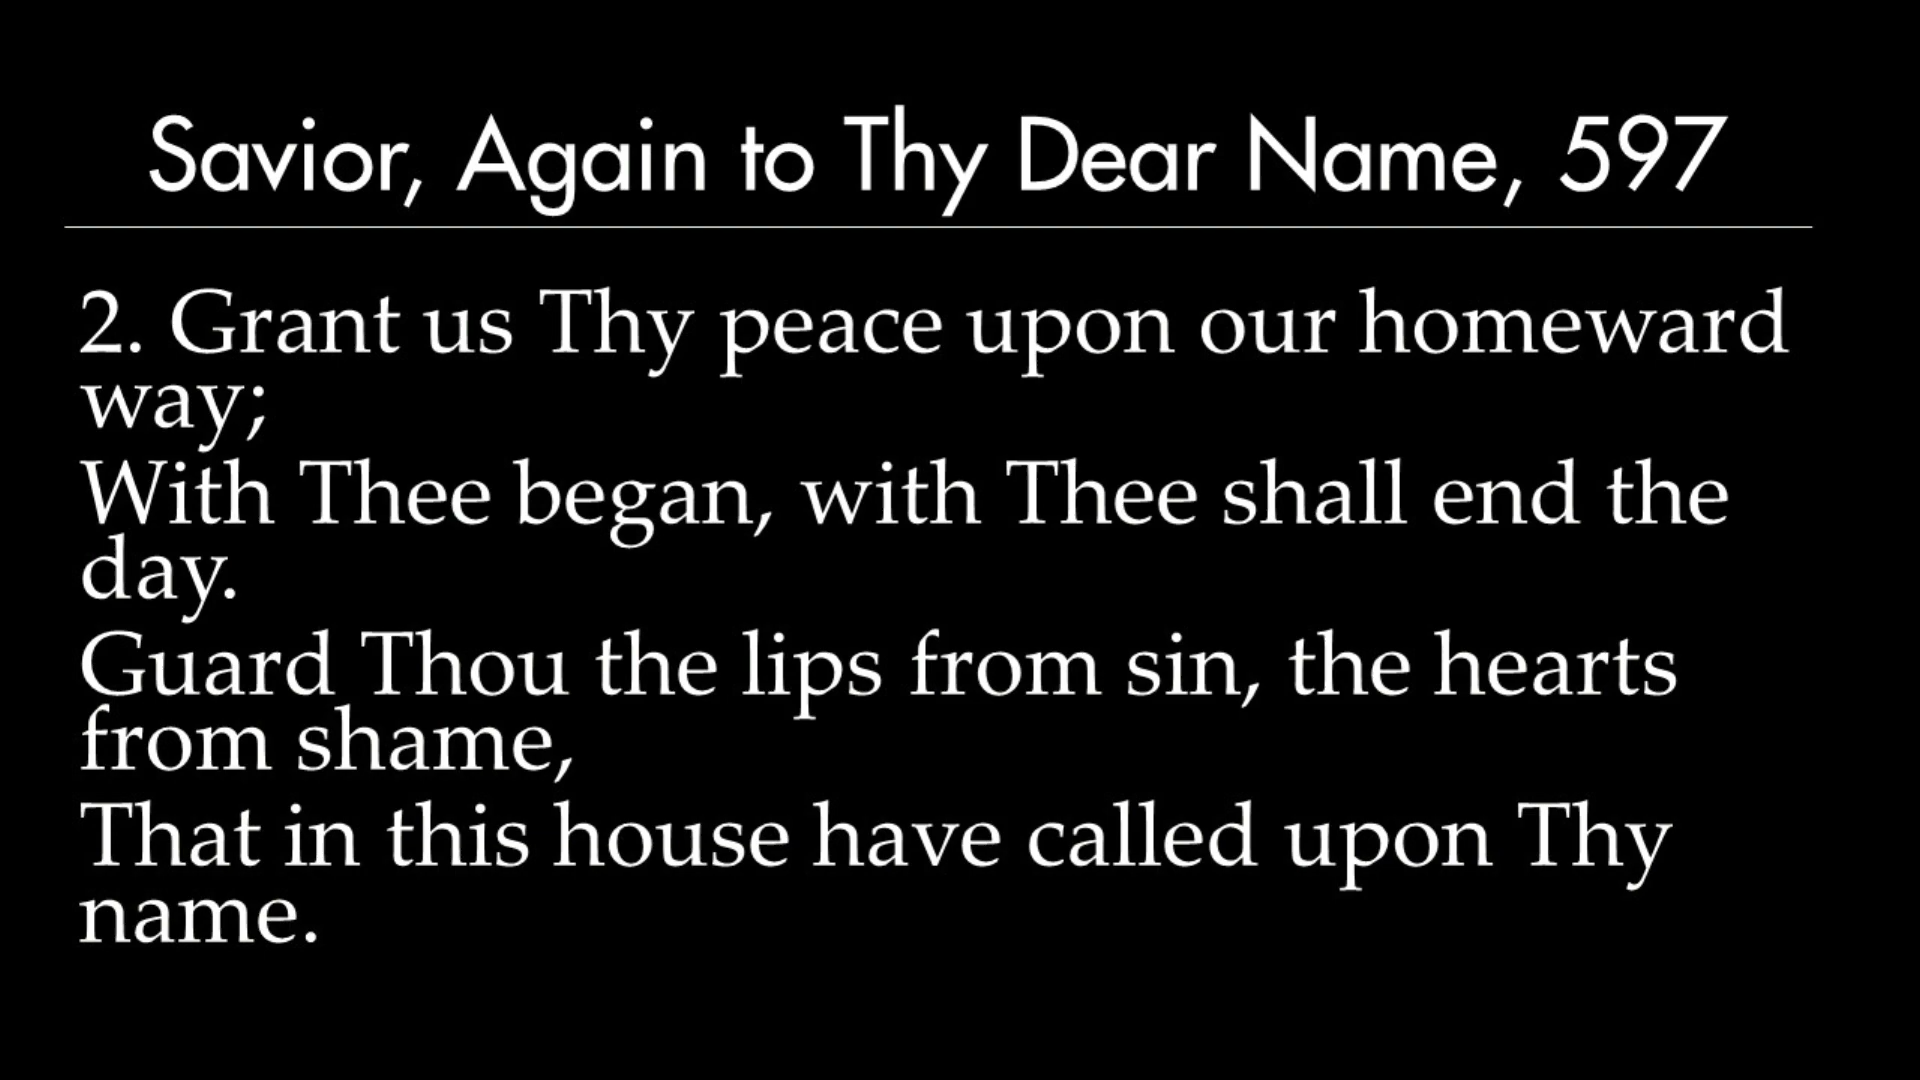 Savior, Again to Thy Dear Name, 597
2. Grant us Thy peace upon our homeward
way;
With Thee began, with Thee shall end the
day.
Guard Thou the lips from sin, the hearts
from shame,
That in this house have called upon Thy
name.